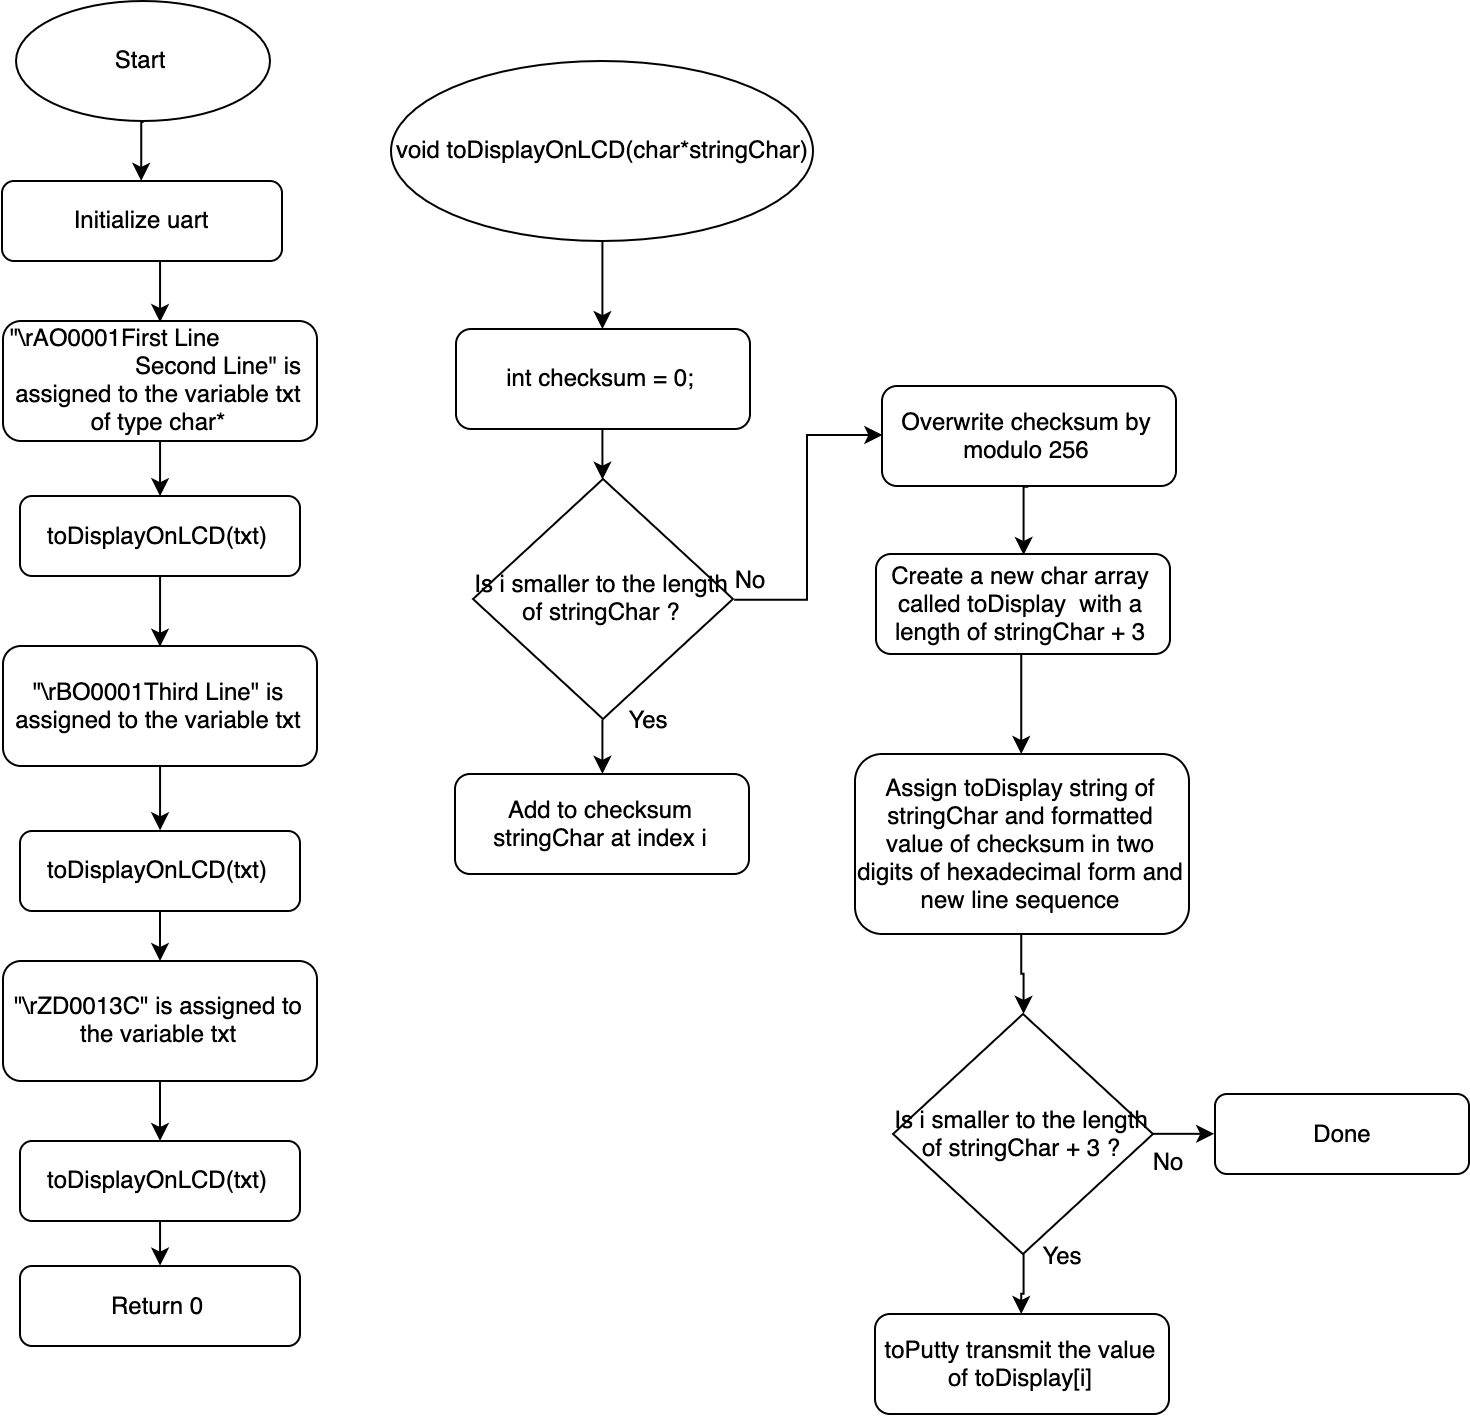 Start
Initialize uart
"\rAO0001First Line
Second Line" is
assigned to the variable txt
of type char*
toDisplayOnLCD(txt)
"\rBO0001Third Line" is
assigned to the variable txt
toDisplayOnLCD(txt)
"\rZD0013C" is assigned to
the variable txt
toDisplayOnLCD(txt)
Return 0
void toDisplayOnLCD(char*stringChar)
int checksum = 0;
Is i smaller to the length
of stringChar ?
No
Yes
Add to checksum
stringChar at index i
Overwrite checksum by
modulo 256
Create a new char array
called toDisplay  with a
length of stringChar + 3
Assign toDisplay string of
stringChar and formatted
value of checksum in two
digits of hexadecimal form and
new line sequence
Is i smaller to the length
of stringChar + 3 ?
No
Done
Yes
toPutty transmit the value
of toDisplay[i]